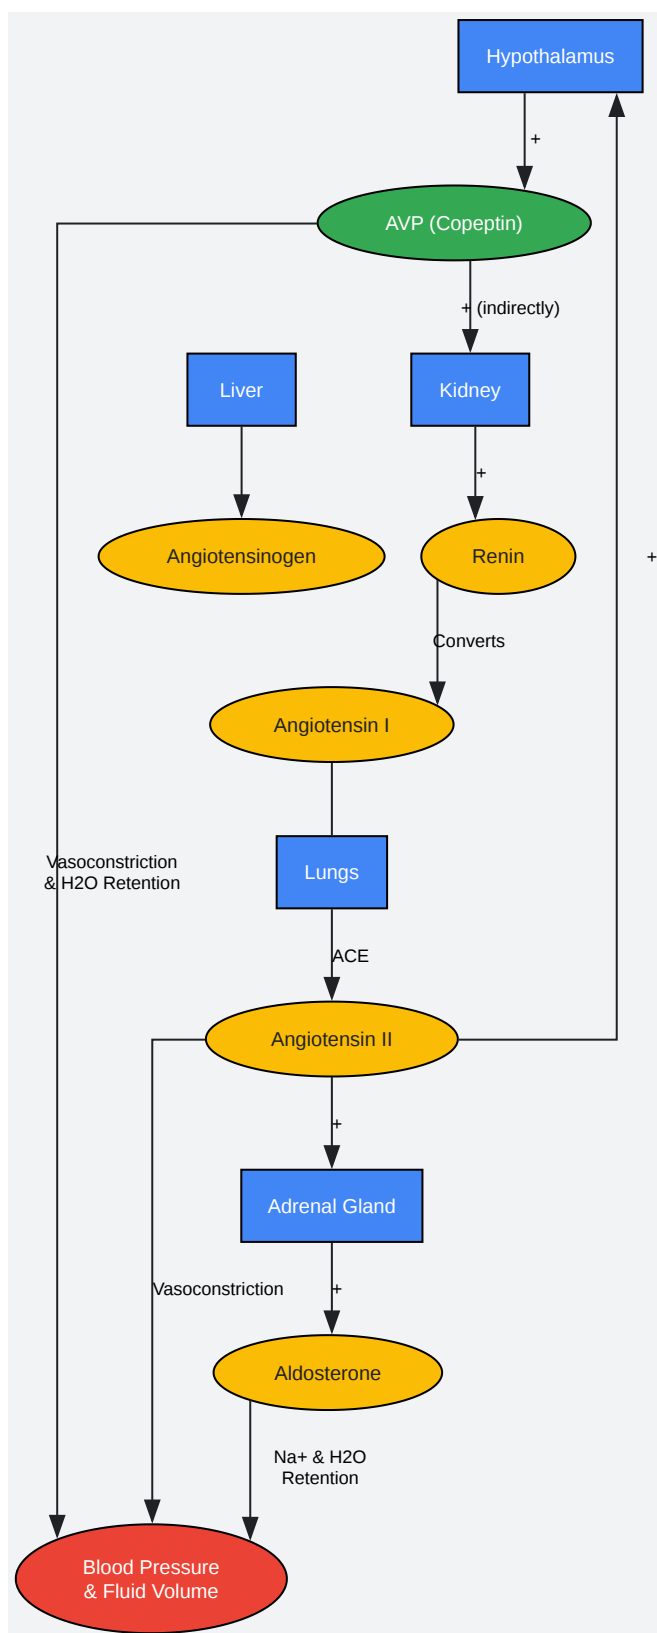 Hypothalamus
+
AVP (Copeptin)
+ (indirectly)
Liver
Kidney
+
Angiotensinogen
Renin
+
Converts
Angiotensin I
Vasoconstriction
& H2O Retention
Lungs
ACE
Angiotensin II
+
Adrenal Gland
Vasoconstriction
+
Aldosterone
Na+ & H2O
Retention
Blood Pressure
& Fluid Volume